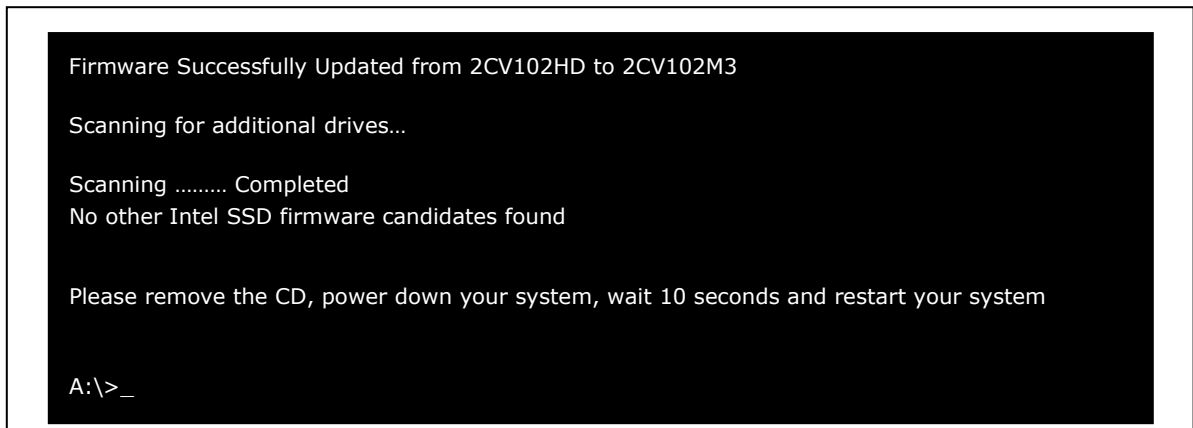 Firmware Successfully Updated from 2CV102HD to 2CV102M3
Scanning for additional drives…
Scanning ……… Completed
No other Intel SSD firmware candidates found
Please remove the CD, power down your system, wait 10 seconds and restart your system
A:\>_